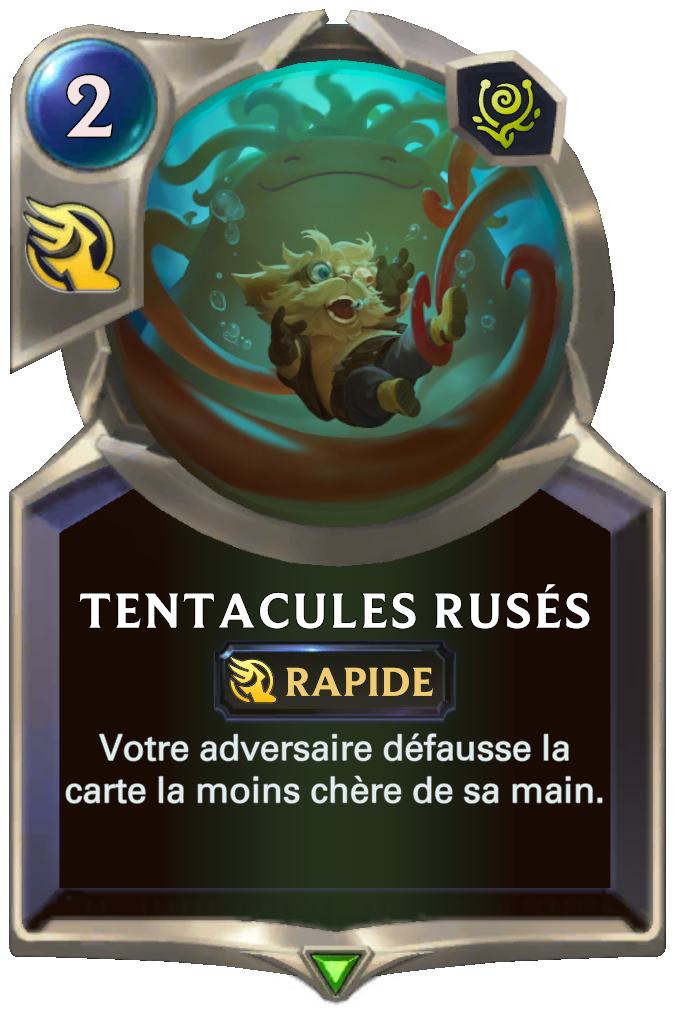 2
TENTACULES RUSÉS
RAPIDE
Votre adversaire défausse la
carte la moins chère de sa main.